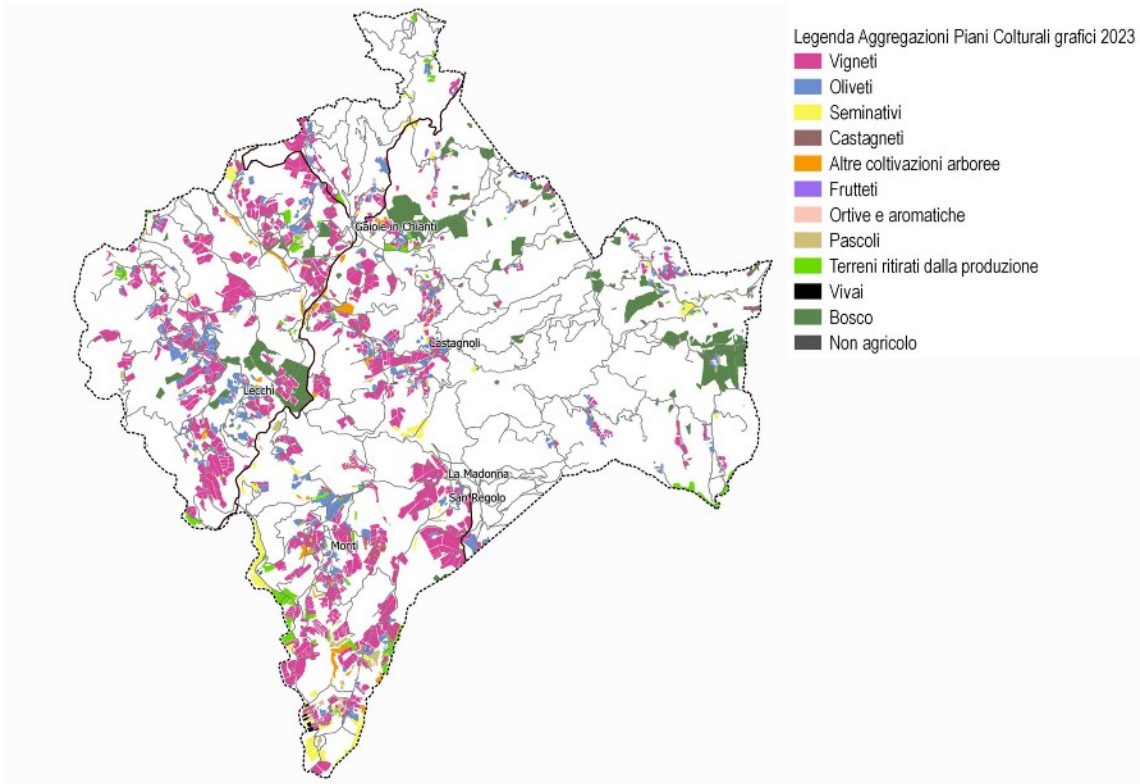 Legenda Aggregazioni Piani Colturali grafici 2023
Vigneti
Oliveti
Seminativi
Castagneti
Altre coltivazioni arboree
Frutteti
Ortive e aromatiche
Pascoli
Terreni ritirati dalla produzione
Vivai
Bosco
Non agricolo
Gaiole in Chianti
Castagnoli
Lecchi
La Madonna
San Regolo
Monti